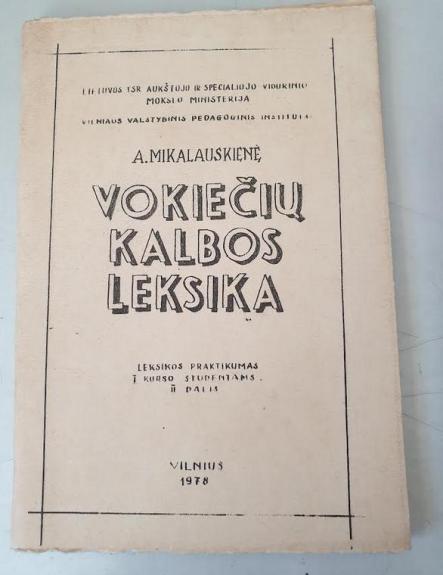 LIETUVOS TSR AUKŠTOJO IR SPECIALIOJO VIDURINIO
MOKSLO MINISTERIJA
VILNIAUS VALSTYBINIS PEDAGOGINIS INSTITUTAS
A. MIKALAUSKIENĖ
VOKIEČIŲ
KALBOS
LEKSIKA
LEKSIKOS PRAKTIKUMAS
I KURSO STUDENTAMS.
II DALIS
VILNIUS
1978